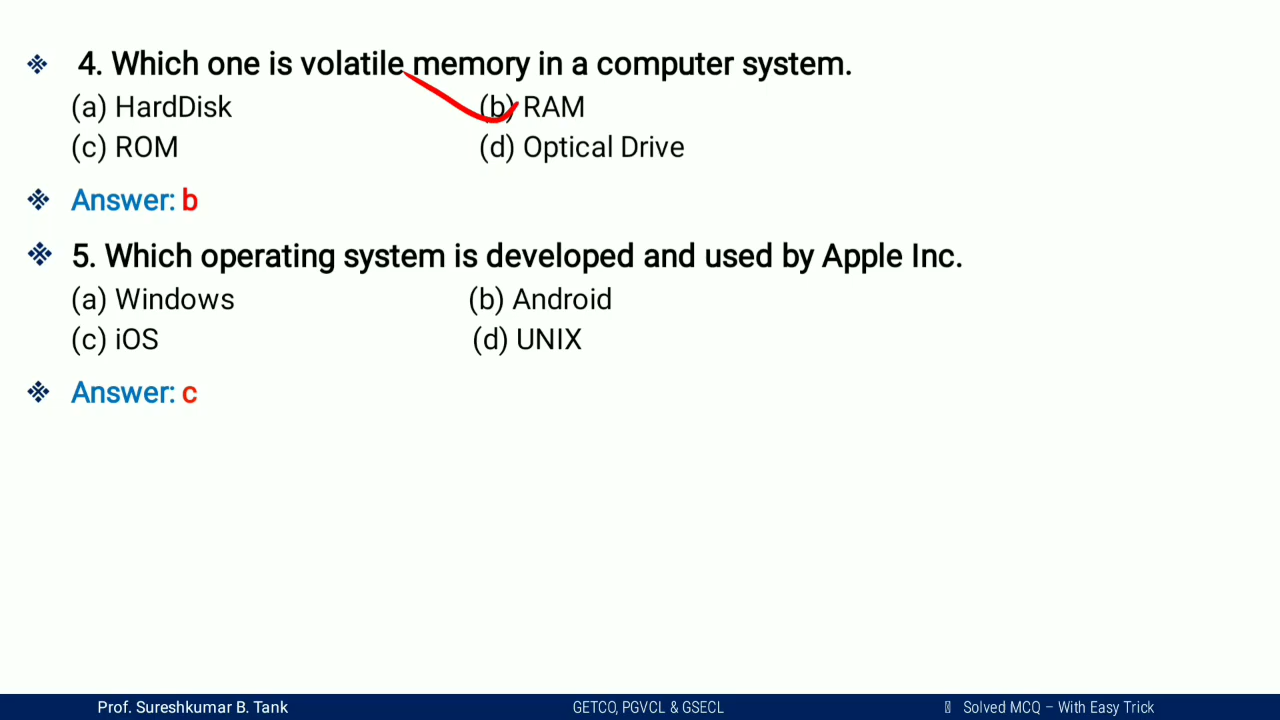 4. Which one is volatile memory in a computer system.
(a) HardDisk (b) RAM
(c) ROM (d) Optical Drive
Answer: b
5. Which operating system is developed and used by Apple Inc.
(a) Windows (b) Android
(c) iOS (d) UNIX
Answer: c
Prof. Sureshkumar B. Tank GETCO, PGVCL & GSECL Solved MCQ – With Easy Trick